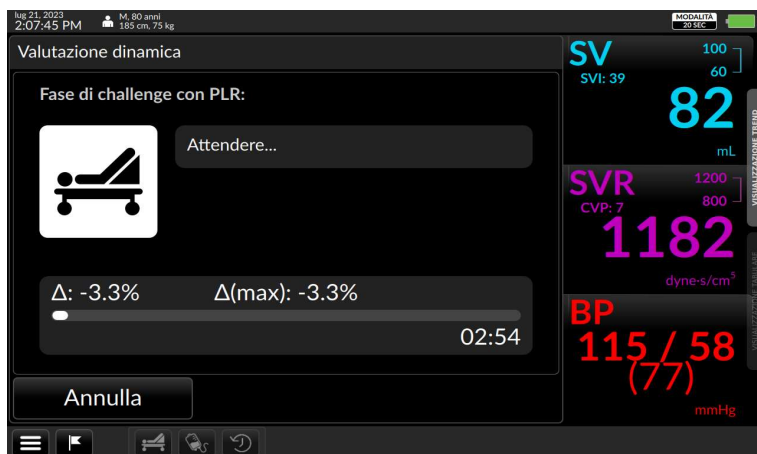 lug 21, 2023
2:07:45 PM
M, 80 anni
185 cm, 75 kg
MODALITÀ
20 SEC
Valutazione dinamica
Fase di challenge con PLR:
Attendere...
Δ: -3.3%
Δ(max): -3.3%
02:54
Annulla
SV
SVI: 39
100
60
82
mL
SVR
CVP: 7
1200
800
1182
dyne·s/cm⁵
BP
115 / 58
(77)
mmHg
VISUALIZZAZIONE TREND
VISUALIZZAZIONE TABULARE